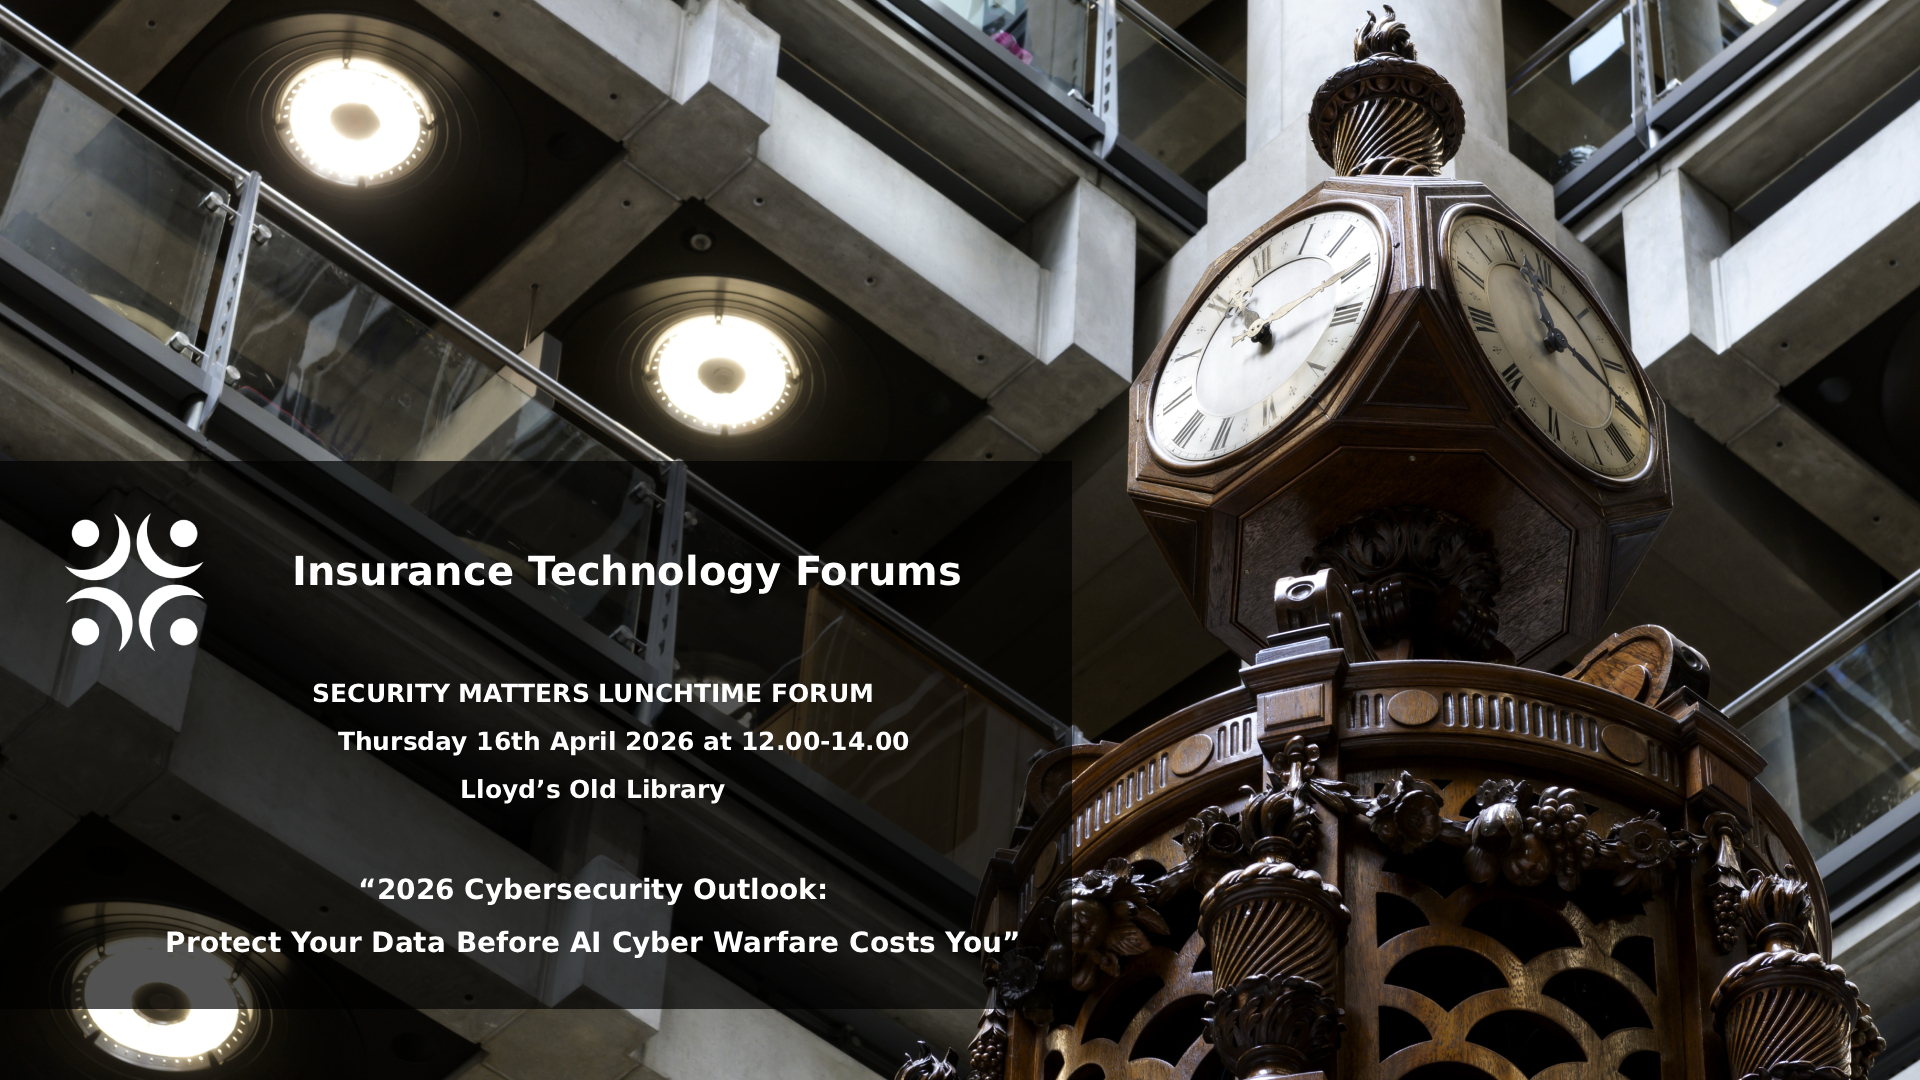 Insurance Technology Forums
SECURITY MATTERS LUNCHTIME FORUM
Thursday 16th April 2026 at 12.00-14.00
Lloyd’s Old Library
“2026 Cybersecurity Outlook:
Protect Your Data Before AI Cyber Warfare Costs You”